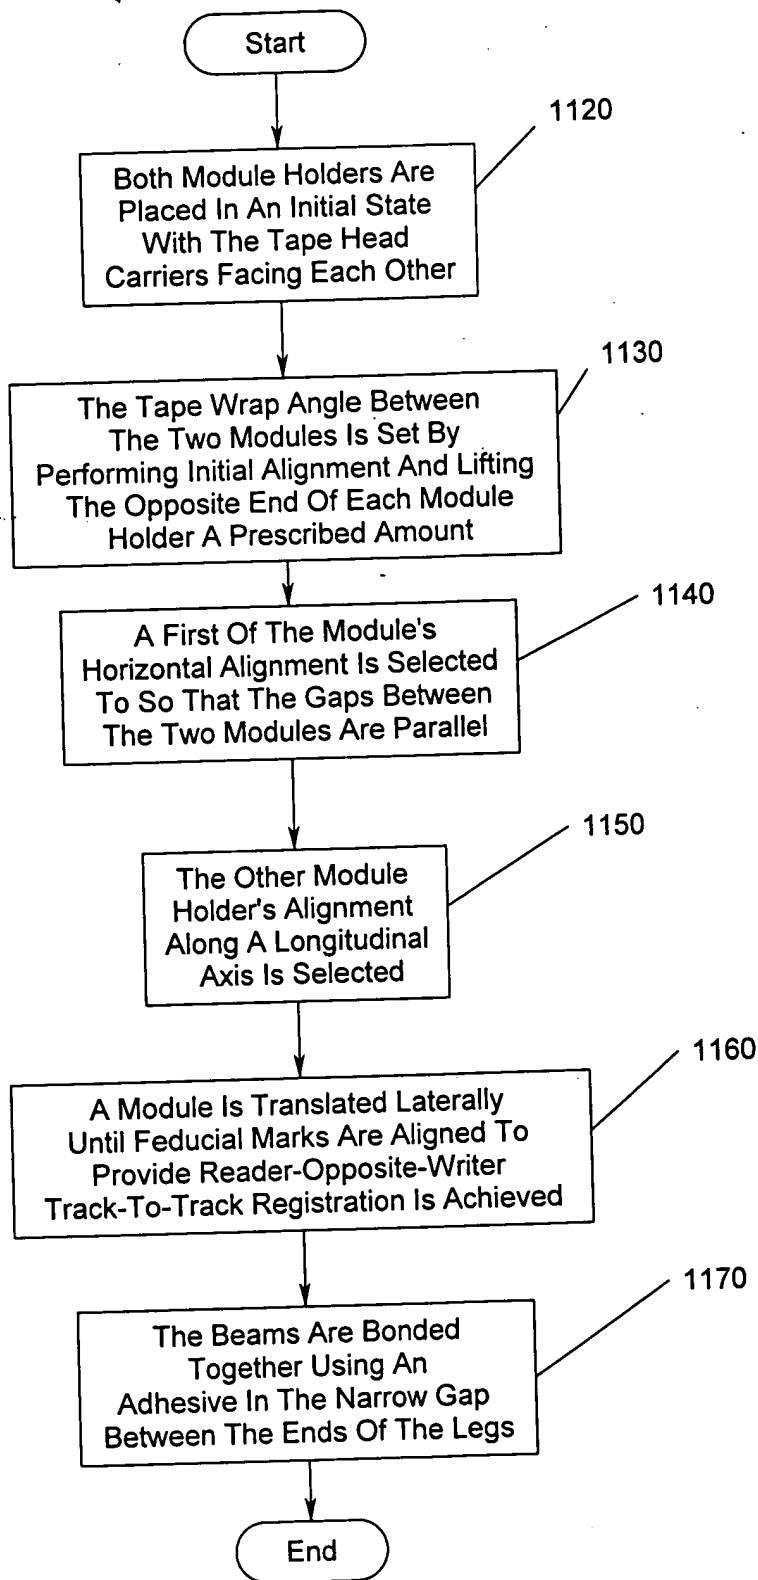 Start
1120
Both Module Holders Are
Placed In An Initial State
With The Tape Head
Carriers Facing Each Other
1130
The Tape Wrap Angle Between
The Two Modules Is Set By
Performing Initial Alignment And Lifting
The Opposite End Of Each Module
Holder A Prescribed Amount
1140
A First Of The Module's
Horizontal Alignment Is Selected
To So That The Gaps Between
The Two Modules Are Parallel
1150
The Other Module
Holder's Alignment
Along A Longitudinal
Axis Is Selected
1160
A Module Is Translated Laterally
Until Feducial Marks Are Aligned To
Provide Reader-Opposite-Writer
Track-To-Track Registration Is Achieved
1170
The Beams Are Bonded
Together Using An
Adhesive In The Narrow Gap
Between The Ends Of The Legs
End